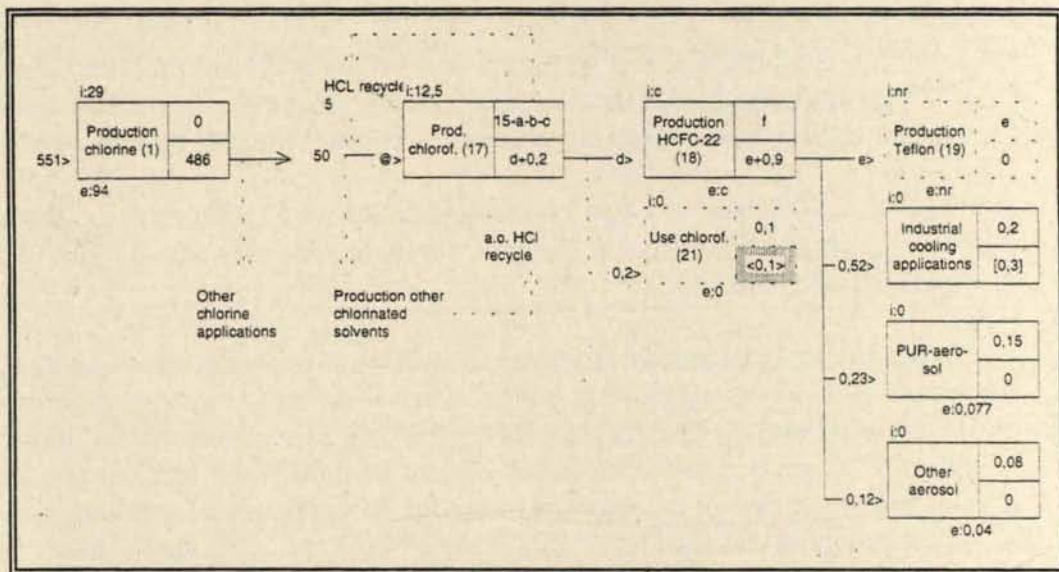 HCL recycle
5
i:29
551>
Production
chlorine (1)
0
486
e:94
50
@>
i:12,5
Prod.
chlorof. (17)
15-a-b-c
d+0,2
d>
i:c
Production
HCFC-22
(18)
f
e+0,9
e:c
i:nr
e>
Production
Teflon (19)
e
0
e:nr
i:0
0,2>
Use chlorof.
(21)
0,1
<0,1>
e:0
a.o. HCl
recycle
Other
chlorine
applications
Production other
chlorinated
solvents
i:0
0,52>
Industrial
cooling
applications
0,2
[0,3]
i:0
0,23>
PUR-aero-
sol
0,15
0
e:0,077
i:0
0,12>
Other
aerosol
0,08
0
e:0,04